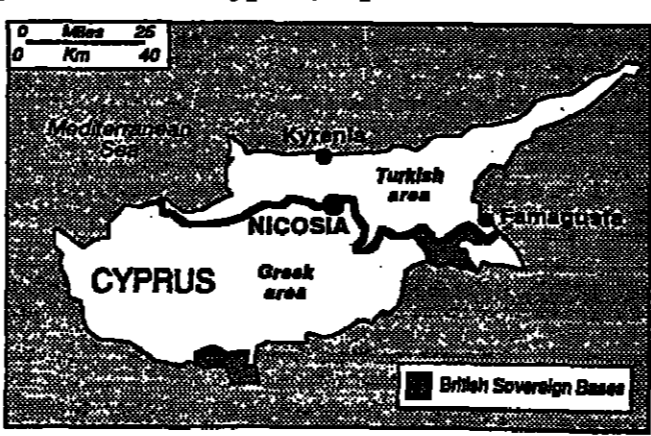 0 Miles 25
0 Km 40
Mediterranean
Sea
Kyrenia
Turkish
area
NICOSIA
Famagusta
CYPRUS
Greek
area
British Sovereign Bases